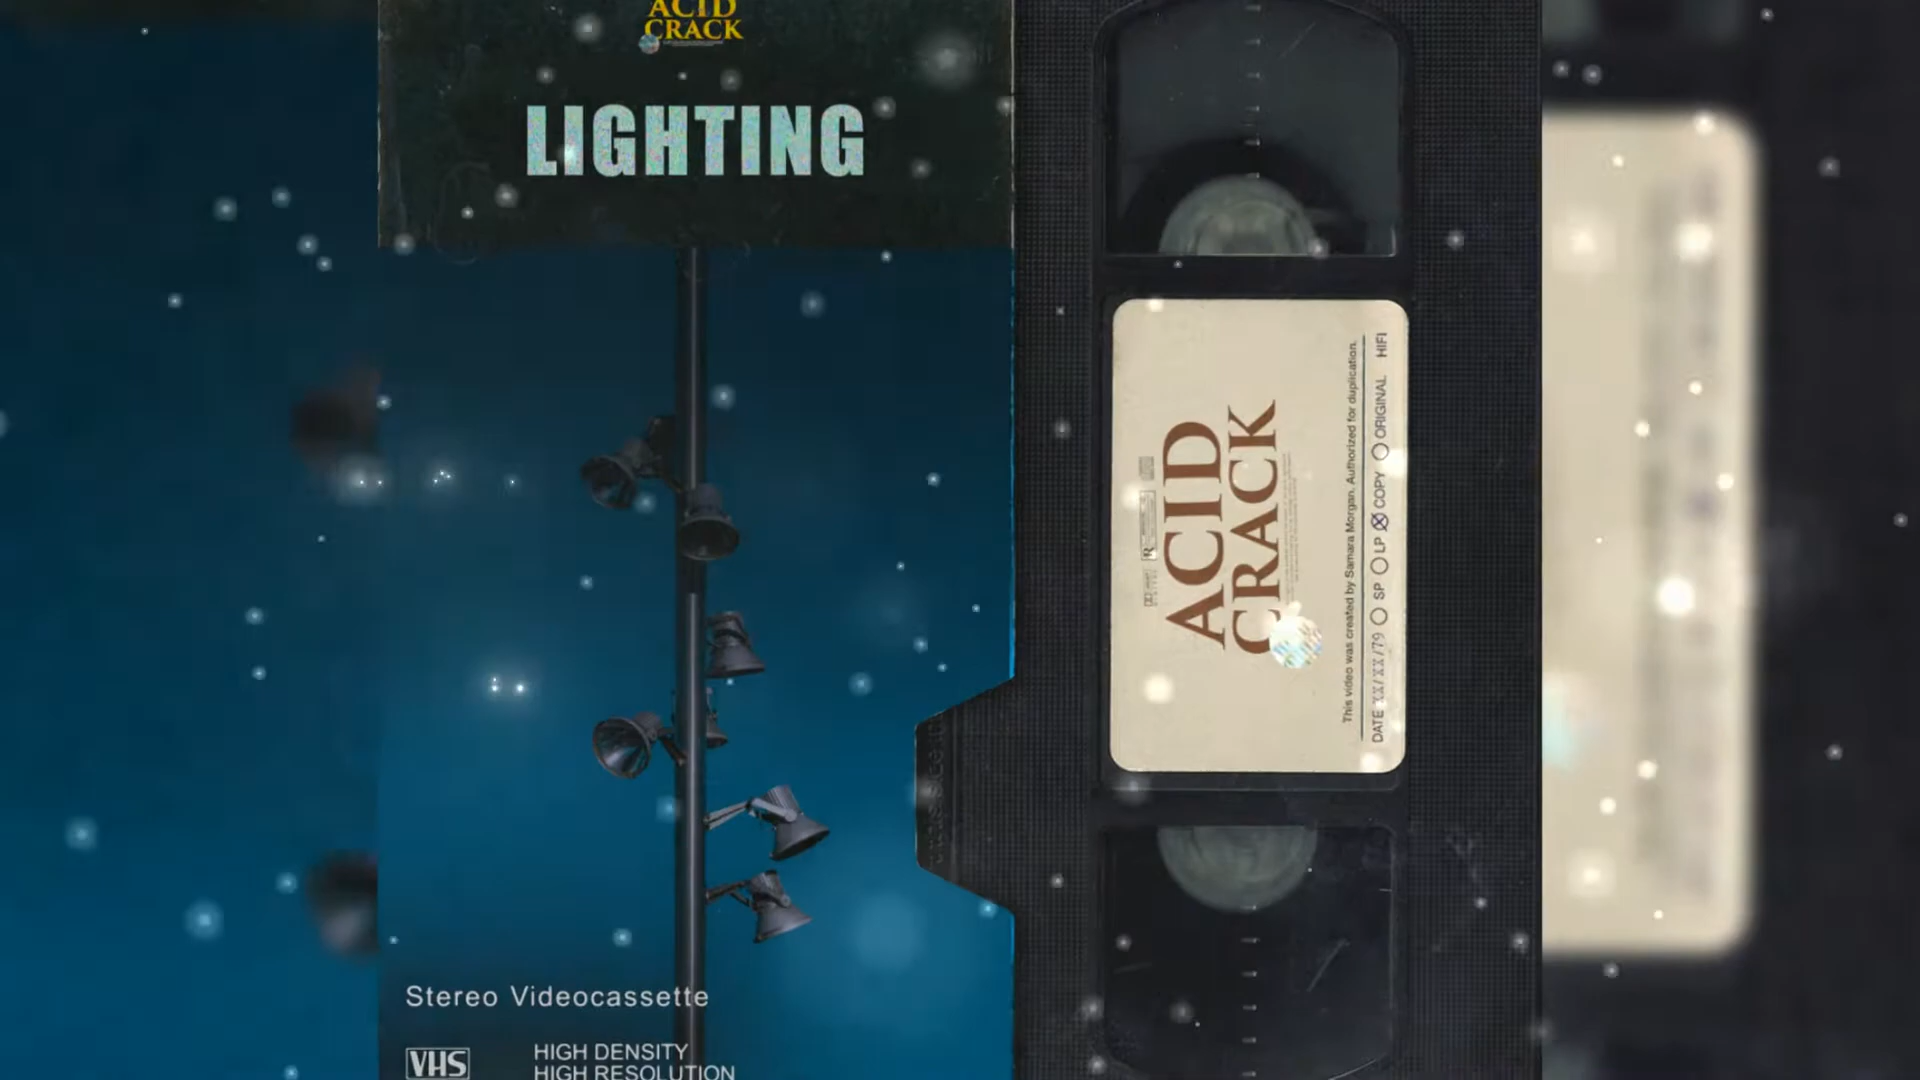 ACID
CRACK
LIGHTING
Stereo Videocassette
VHS
HIGH DENSITY
HIGH RESOLUTION
R
ACID
CRACK
This video was created by Samara Morgan. Authorized for duplication.
DATE XX/XX/79 SP LP COPY ORIGINAL HIFI